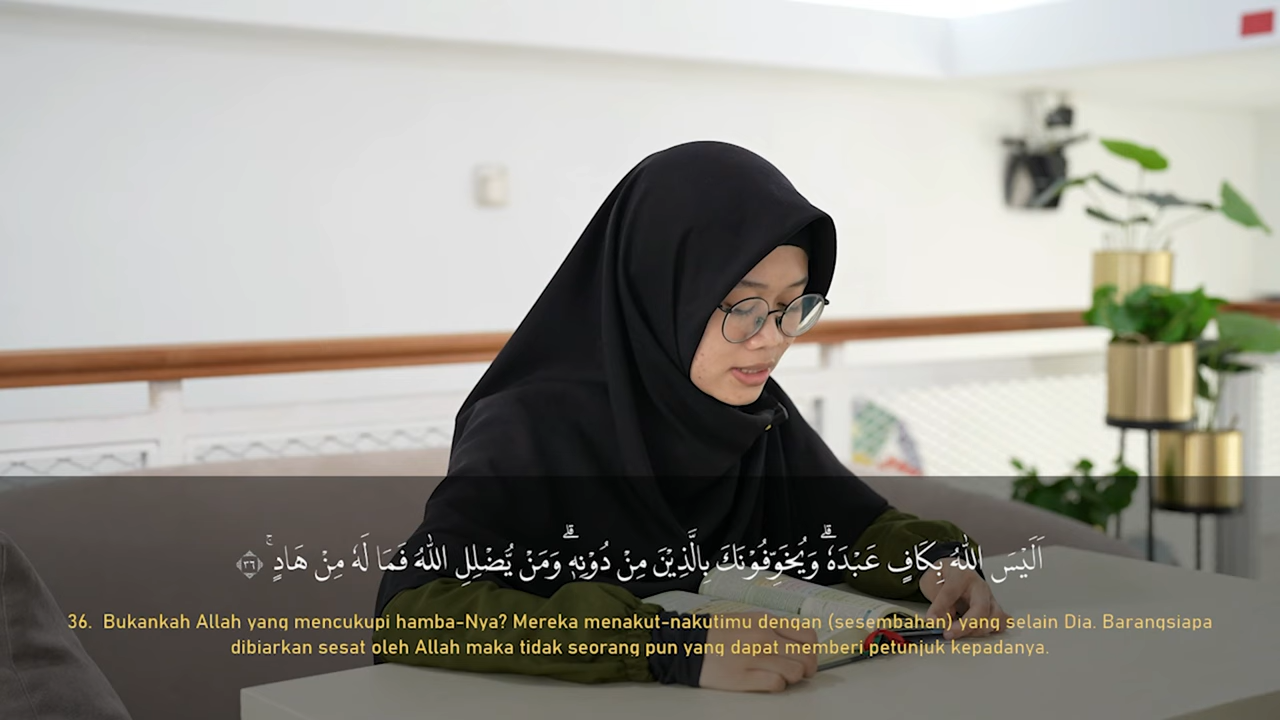 اَلَيْسَ اللّٰهُ بِكَافٍ عَبْدَهٗۗ وَيُخَوِّفُوْنَكَ بِالَّذِيْنَ مِنْ دُوْنِهٖۗ وَمَنْ يُّضْلِلِ اللّٰهُ فَمَا لَهٗ مِنْ هَادٍۚ ٣٦
36. Bukankah Allah yang mencukupi hamba-Nya? Mereka menakut-nakutimu dengan (sesembahan) yang selain Dia. Barangsiapa
dibiarkan sesat oleh Allah maka tidak seorang pun yang dapat memberi petunjuk kepadanya.